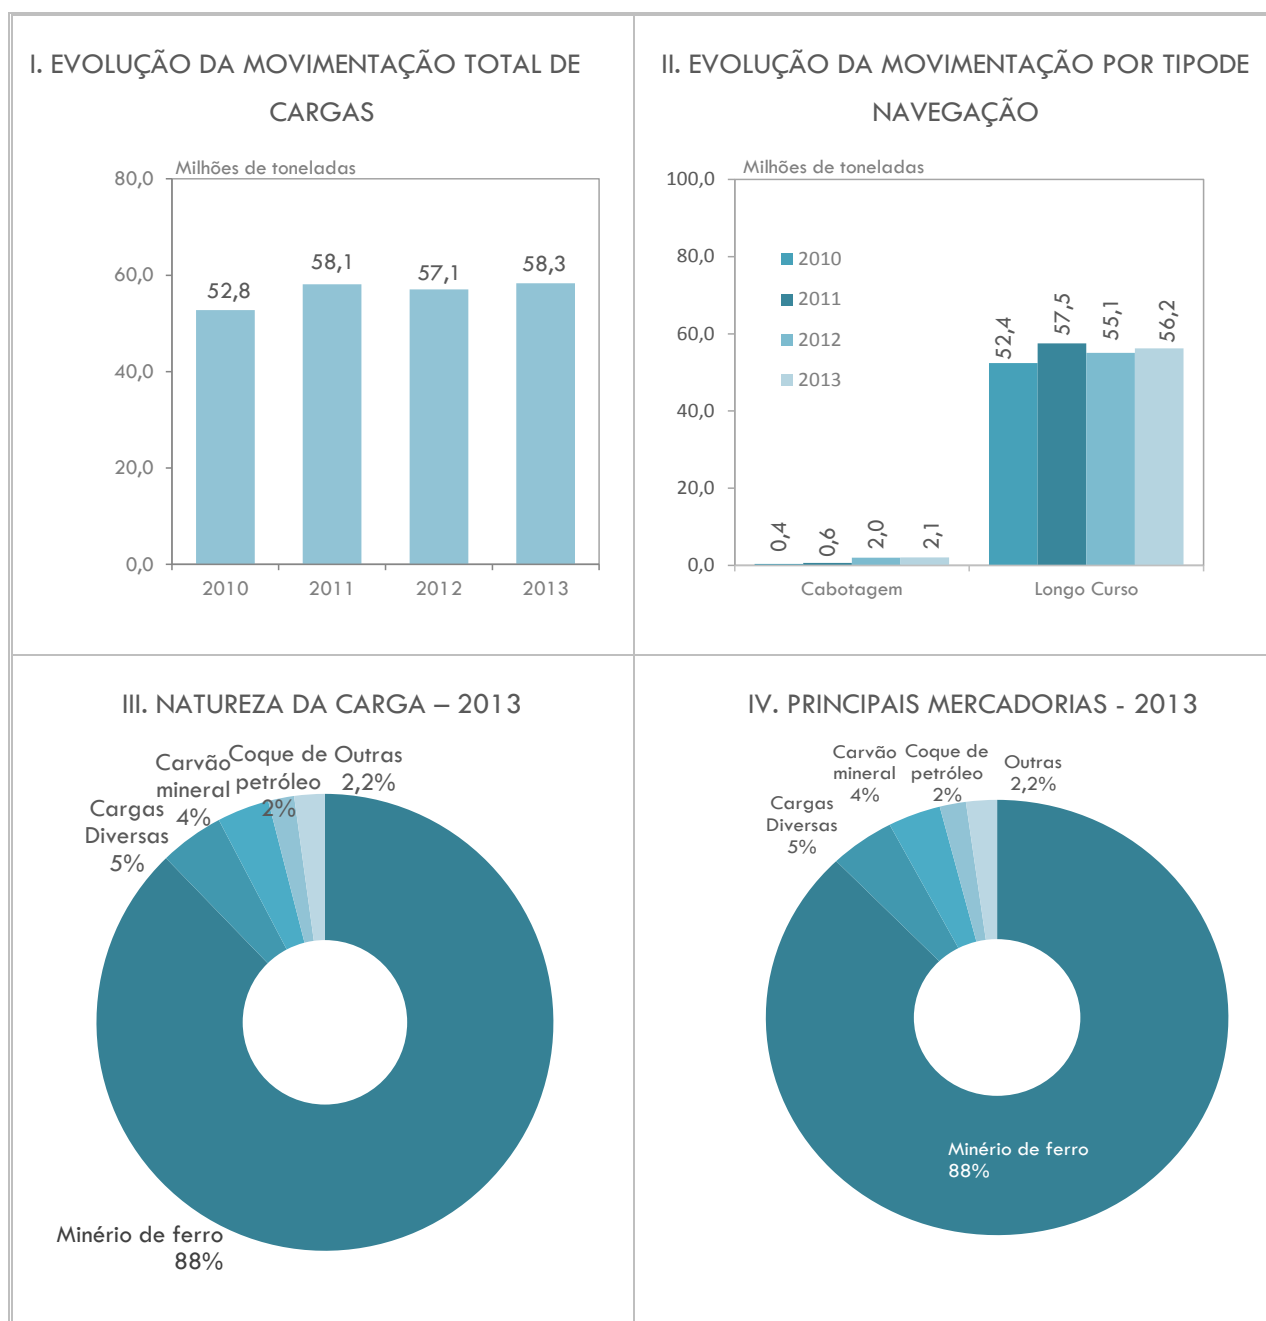 I. EVOLUÇÃO DA MOVIMENTAÇÃO TOTAL DE
CARGAS
Milhões de toneladas
80,0
60,0
40,0
20,0
0,0
52,8
58,1
57,1
58,3
2010
2011
2012
2013
II. EVOLUÇÃO DA MOVIMENTAÇÃO POR TIPODE
NAVEGAÇÃO
Milhões de toneladas
100,0
80,0
60,0
40,0
20,0
0,0
2010
2011
2012
2013
0,4
0,6
2,0
2,1
52,4
57,5
55,1
56,2
Cabotagem
Longo Curso
III. NATUREZA DA CARGA – 2013
Cargas
Diversas
5%
Carvão
mineral
4%
Coque de
petróleo
2%
Outras
2,2%
Minério de ferro
88%
IV. PRINCIPAIS MERCADORIAS - 2013
Cargas
Diversas
5%
Carvão
mineral
4%
Coque de
petróleo
2%
Outras
2,2%
Minério de ferro
88%